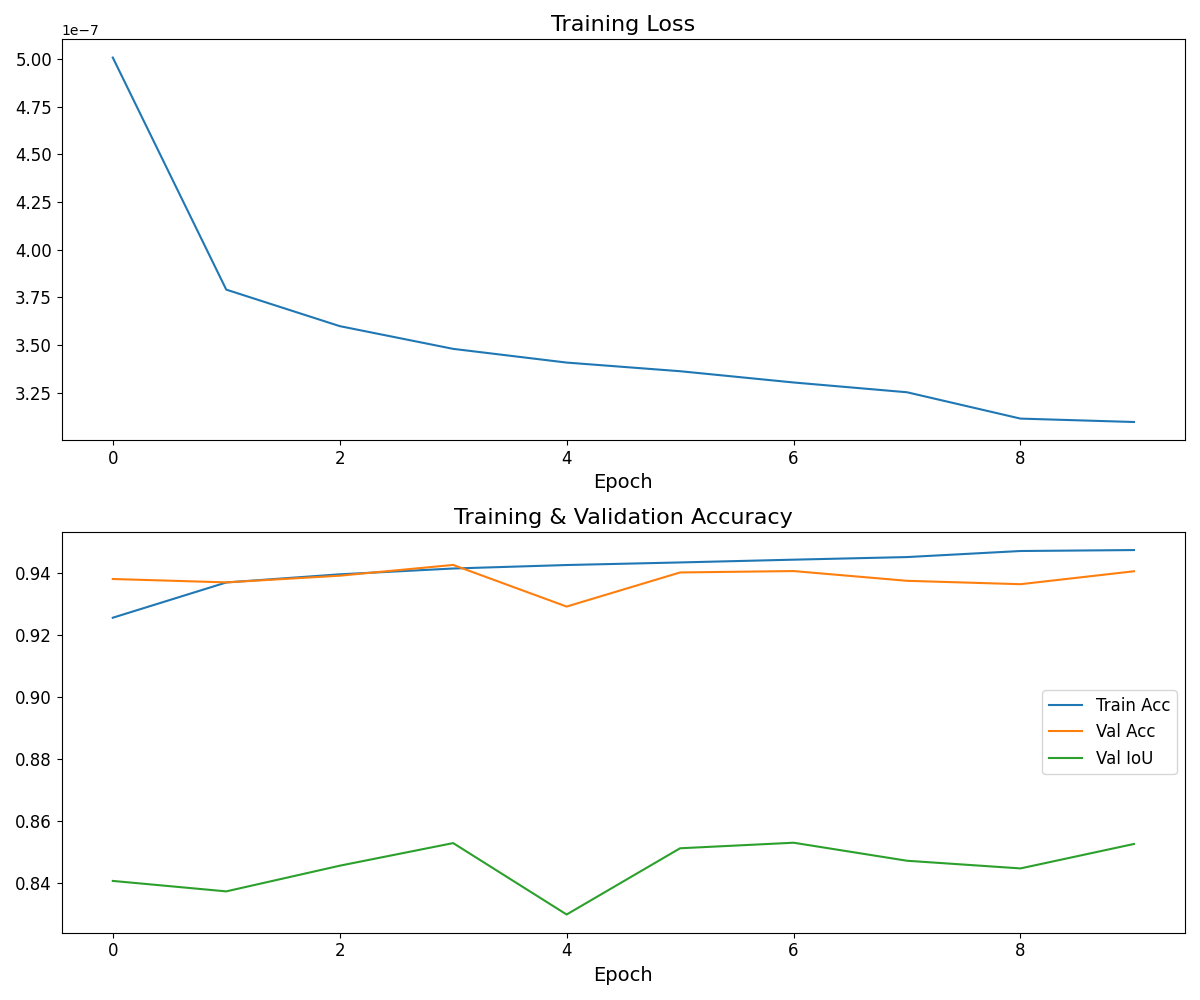 Training Loss
1e−7
5.00
4.75
4.50
4.25
4.00
3.75
3.50
3.25
0 2 4 6 8
Epoch
Training & Validation Accuracy
0.94
0.92
0.90
0.88
0.86
0.84
Train Acc
Val Acc
Val IoU
0 2 4 6 8
Epoch